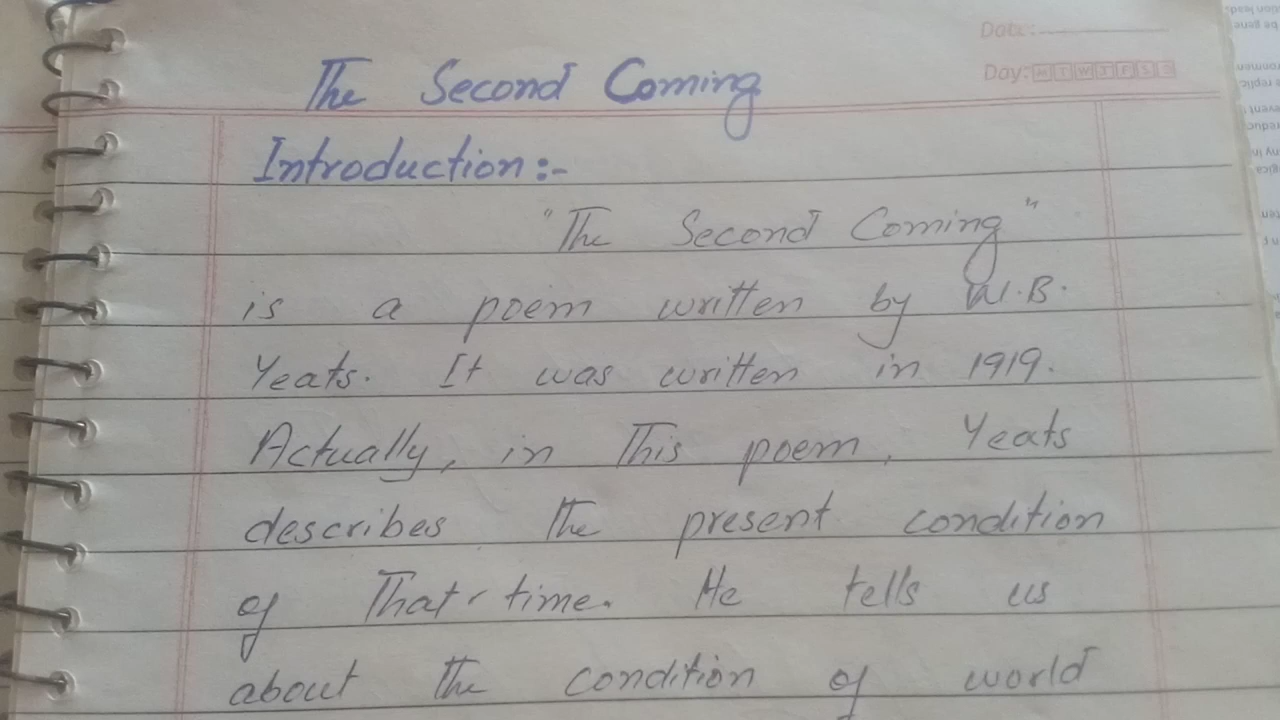 Date:
Day: M T W T F S S
The Second Coming
Introduction:-
"The Second Coming"
is a poem written by W.B.
Yeats. It was written in 1919.
Actually, in This poem, Yeats
describes the present condition
of That time. He tells us
about the condition of world